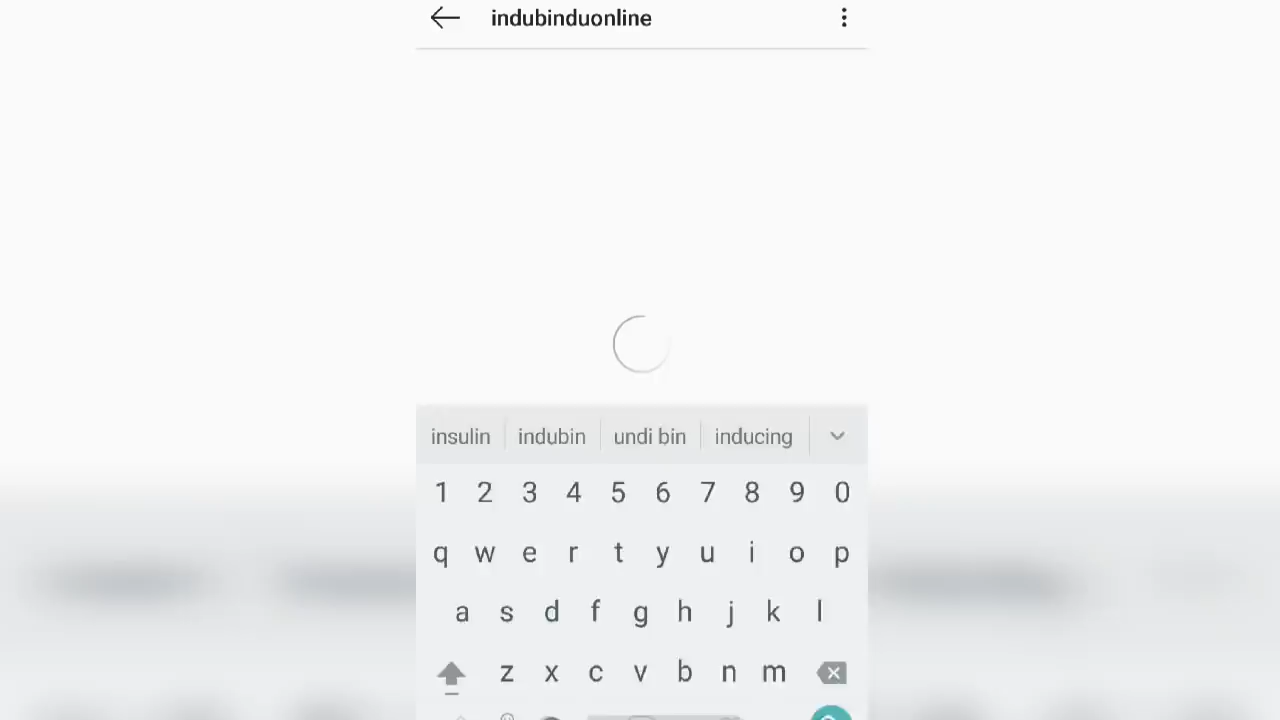 indubinduonline
insulin indubin undi bin inducing
1 2 3 4 5 6 7 8 9 0
q w e r t y u i o p
a s d f g h j k l
z x c v b n m